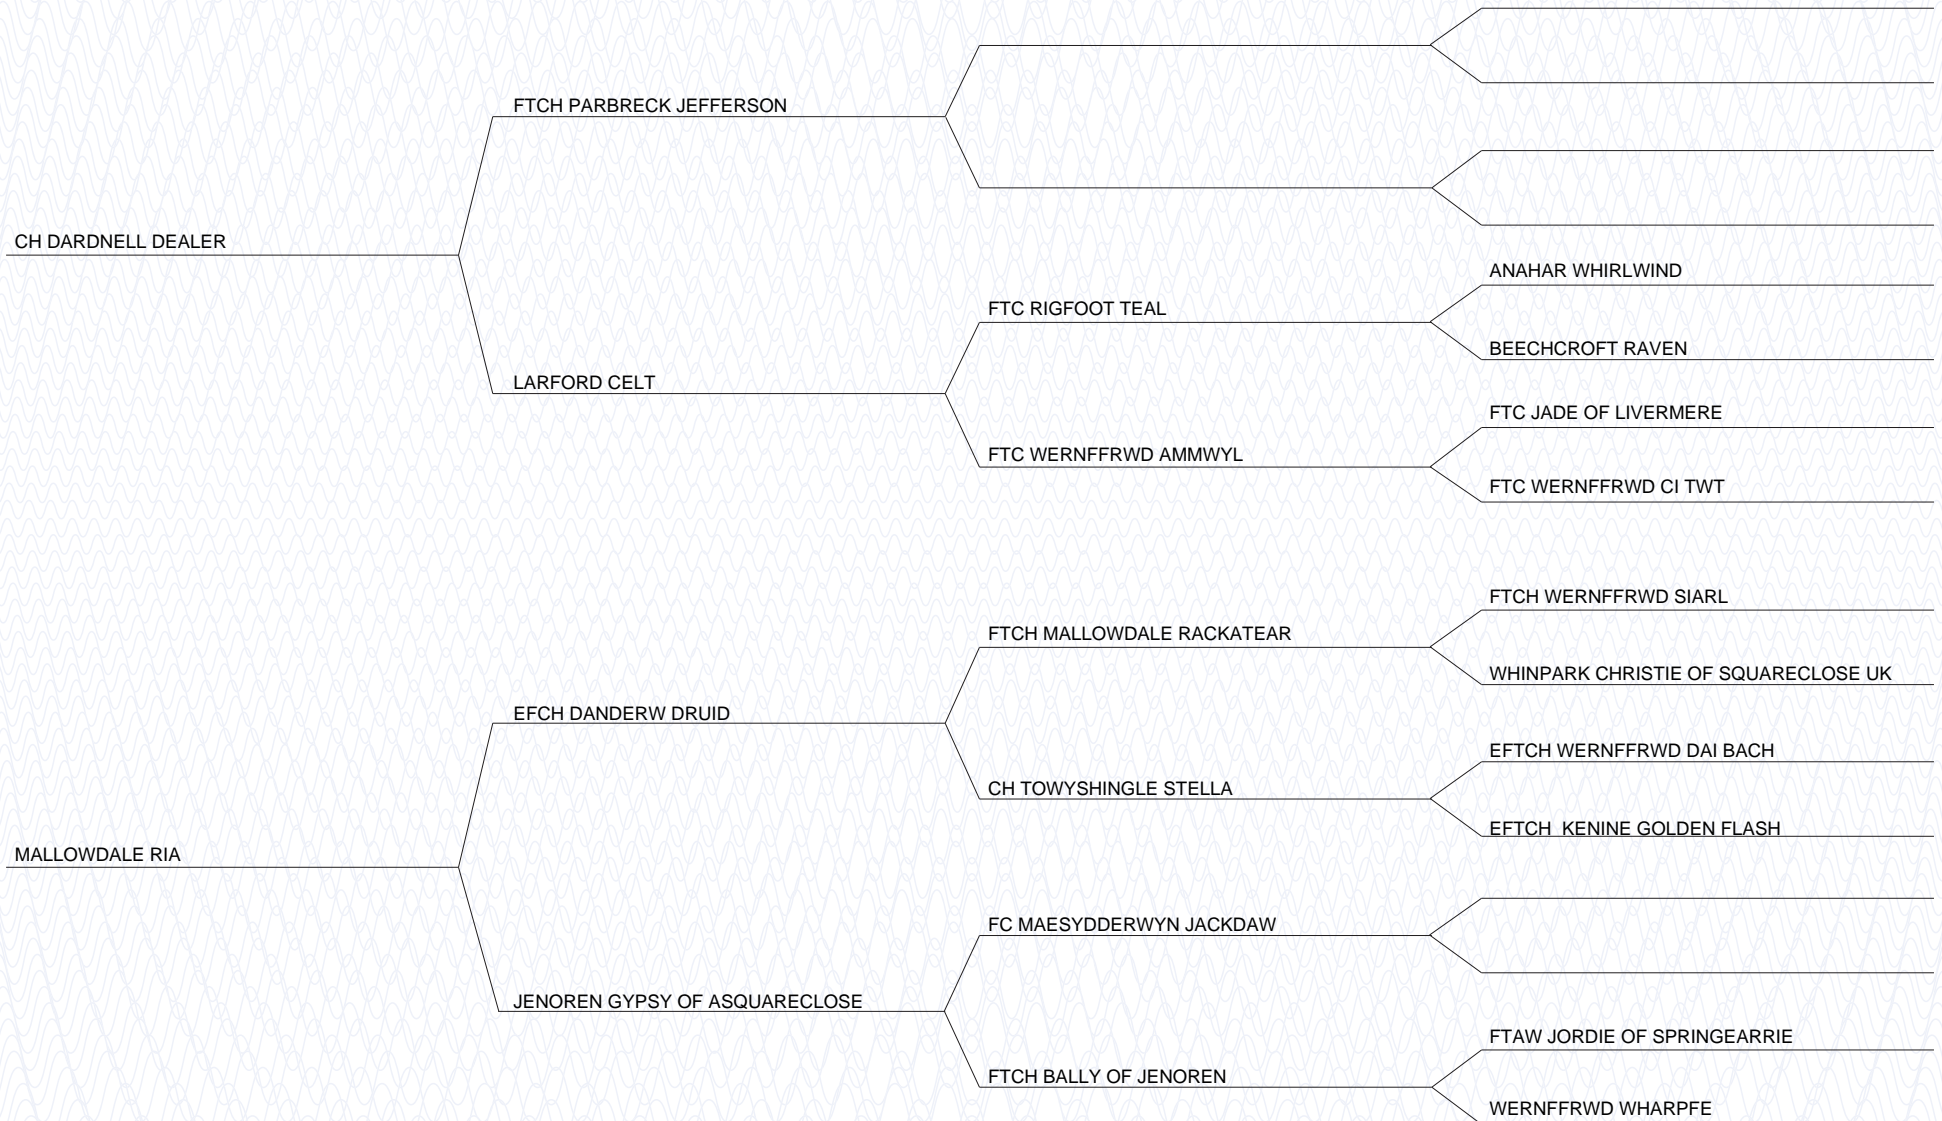 FTCH PARBRECK JEFFERSON
CH DARDNELL DEALER
ANAHAR WHIRLWIND
FTC RIGFOOT TEAL
BEECHCROFT RAVEN
LARFORD CELT
FTC JADE OF LIVERMERE
FTC WERNFFRWD AMMWYL
FTC WERNFFRWD CI TWT
FTCH WERNFFRWD SIARL
FTCH MALLOWDALE RACKATEAR
WHINPARK CHRISTIE OF SQUARECLOSE UK
EFCH DANDERW DRUID
EFTCH WERNFFRWD DAI BACH
CH TOWYSHINGLE STELLA
EFTCH  KENINE GOLDEN FLASH
MALLOWDALE RIA
FC MAESYDDERWYN JACKDAW
JENOREN GYPSY OF ASQUARECLOSE
FTAW JORDIE OF SPRINGEARRIE
FTCH BALLY OF JENOREN
WERNFFRWD WHARPFE